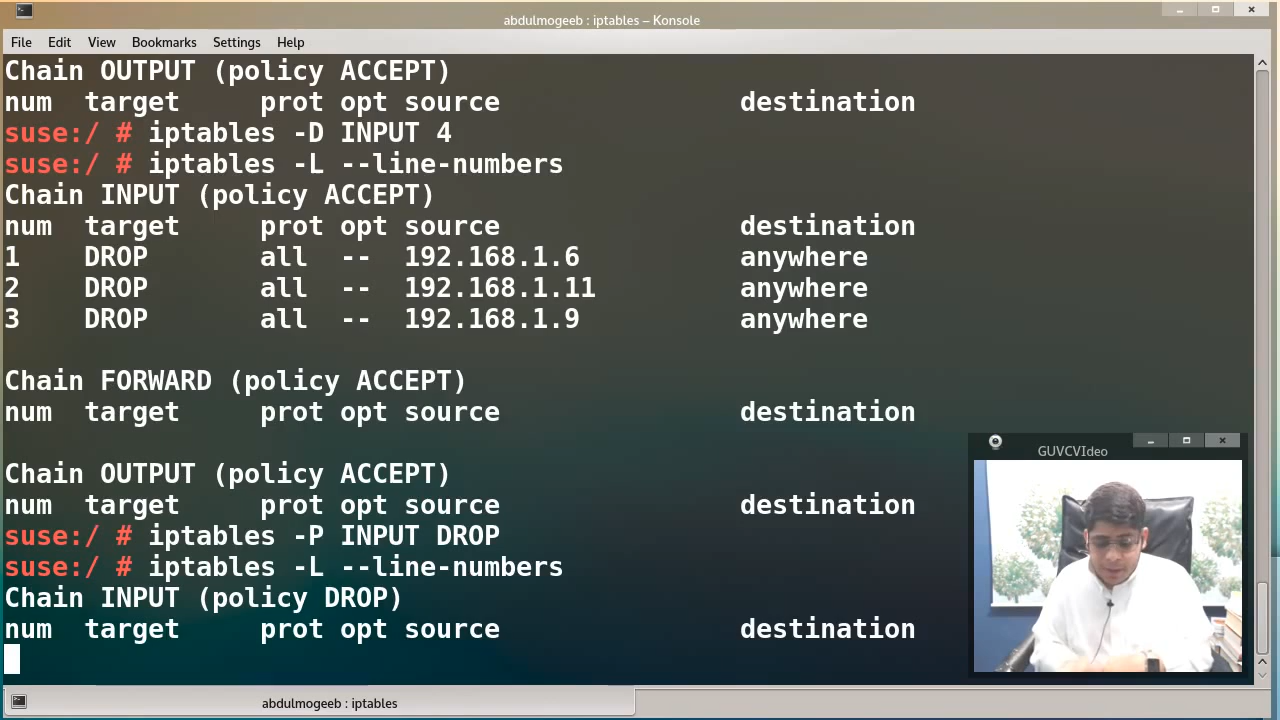 abdulmogeeb : iptables – Konsole
File Edit View Bookmarks Settings Help
Chain OUTPUT (policy ACCEPT)
num target prot opt source destination
suse:/ # iptables -D INPUT 4
suse:/ # iptables -L --line-numbers
Chain INPUT (policy ACCEPT)
num target prot opt source destination
1 DROP all -- 192.168.1.6 anywhere
2 DROP all -- 192.168.1.11 anywhere
3 DROP all -- 192.168.1.9 anywhere
Chain FORWARD (policy ACCEPT)
num target prot opt source destination
Chain OUTPUT (policy ACCEPT)
num target prot opt source destination
suse:/ # iptables -P INPUT DROP
suse:/ # iptables -L --line-numbers
Chain INPUT (policy DROP)
num target prot opt source destination
GUVCVIdeo
abdulmogeeb : iptables